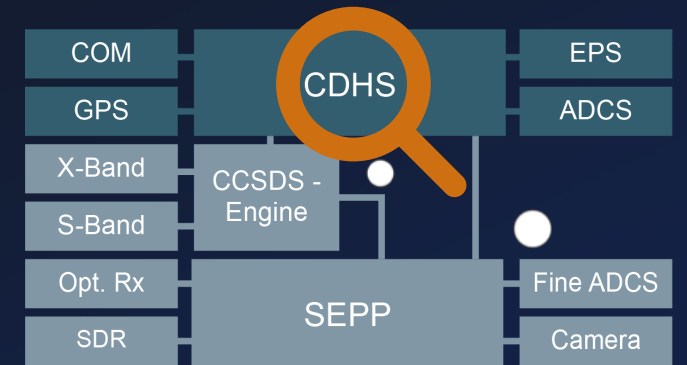 COM
CDHS
EPS
GPS
ADCS
X-Band
CCSDS -
Engine
S-Band
Opt. Rx
SEPP
Fine ADCS
SDR
Camera